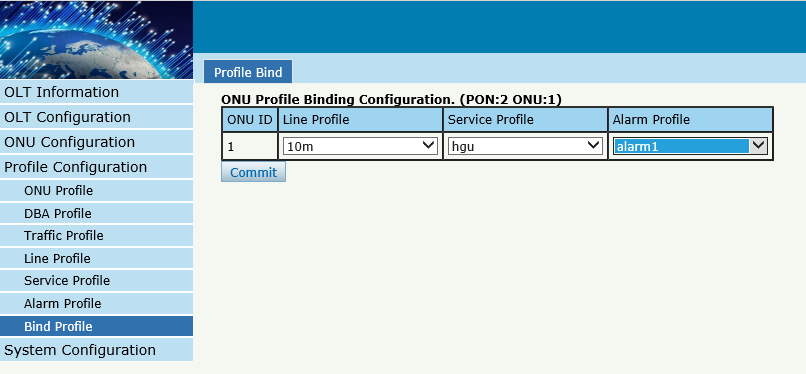 OLT Information
OLT Configuration
ONU Configuration
Profile Configuration
ONU Profile
DBA Profile
Traffic Profile
Line Profile
Service Profile
Alarm Profile
Bind Profile
System Configuration
Profile Bind
ONU Profile Binding Configuration. (PON:2 ONU:1)
ONU ID Line Profile Service Profile Alarm Profile
1 10m hgu alarm1
Commit